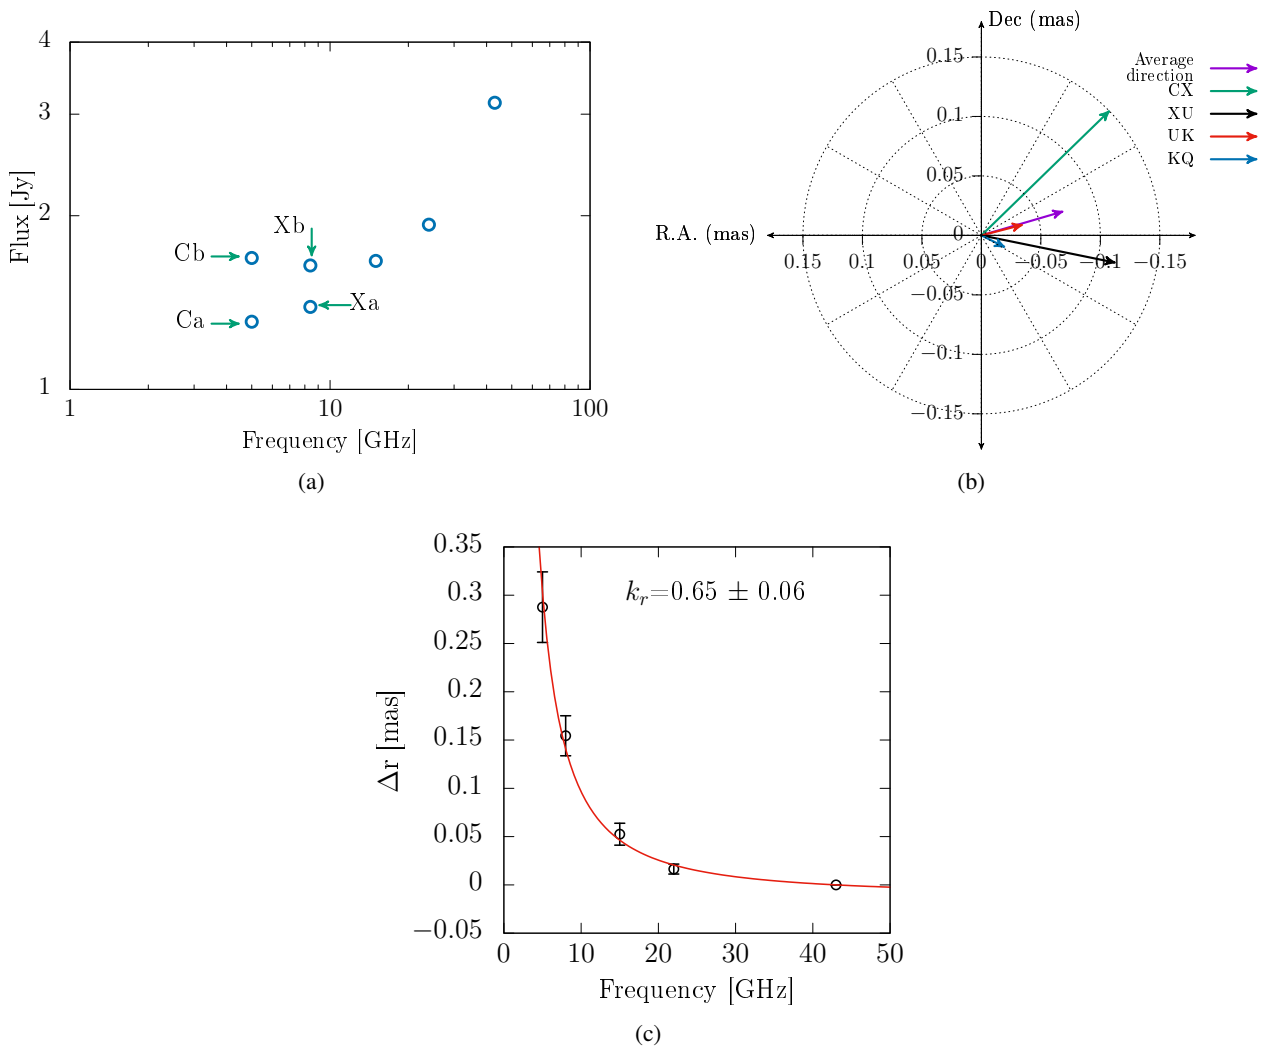 4
3
2
1
Flux [Jy]
Cb
Xb
Ca
Xa
1 10 100
Frequency [GHz]
(a)
Dec (mas)
0.15
0.1
0.05
0
−0.05
−0.1
−0.15
R.A. (mas)
0.15 0.1 0.05 0 −0.05 −0.1 −0.15
Average
direction
CX
XU
UK
KQ
(b)
0.35
0.3
0.25
0.2
0.15
0.1
0.05
0
−0.05
Δr [mas]
kᵣ=0.65 ± 0.06
0 10 20 30 40 50
Frequency [GHz]
(c)